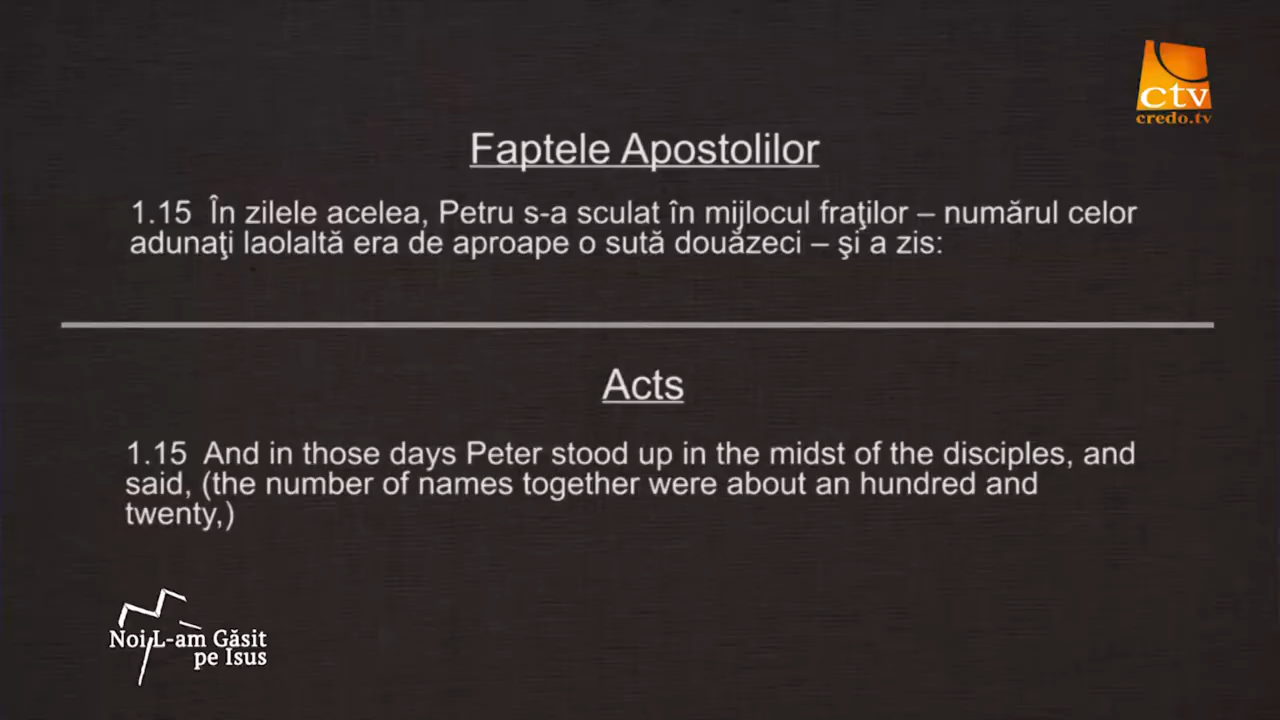 ctv
credo.tv
Faptele Apostolilor
1.15 În zilele acelea, Petru s-a sculat în mijlocul fraţilor – numărul celor
adunaţi laolaltă era de aproape o sută douăzeci – şi a zis:
Acts
1.15 And in those days Peter stood up in the midst of the disciples, and
said, (the number of names together were about an hundred and
twenty,)
Noi L-am Găsit
pe Isus